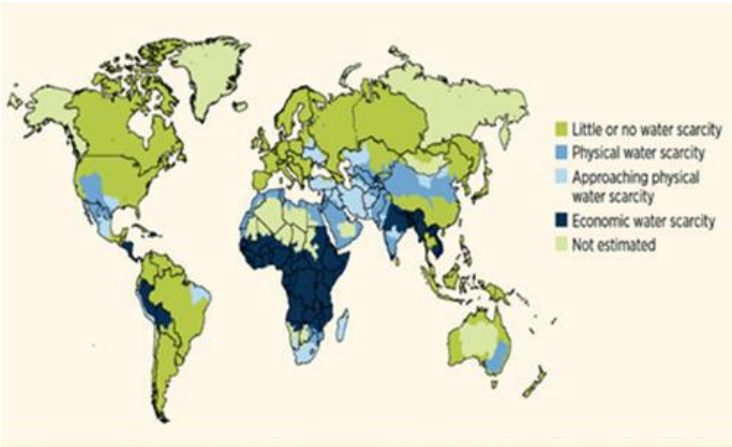 Little or no water scarcity
Physical water scarcity
Approaching physical
water scarcity
Economic water scarcity
Not estimated